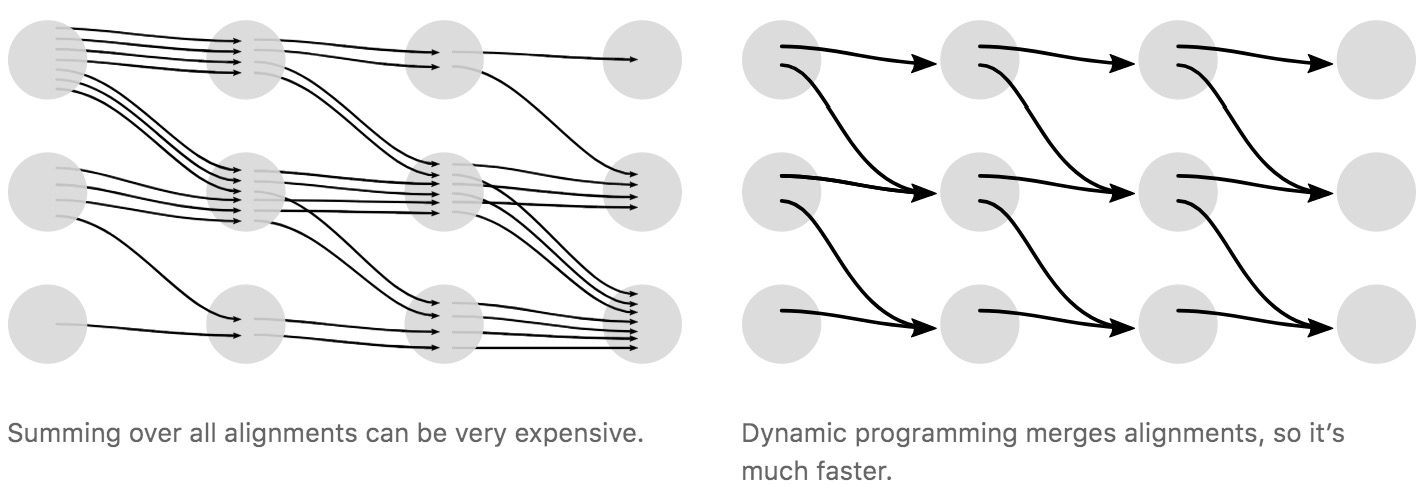 Summing over all alignments can be very expensive.
Dynamic programming merges alignments, so it’s
much faster.